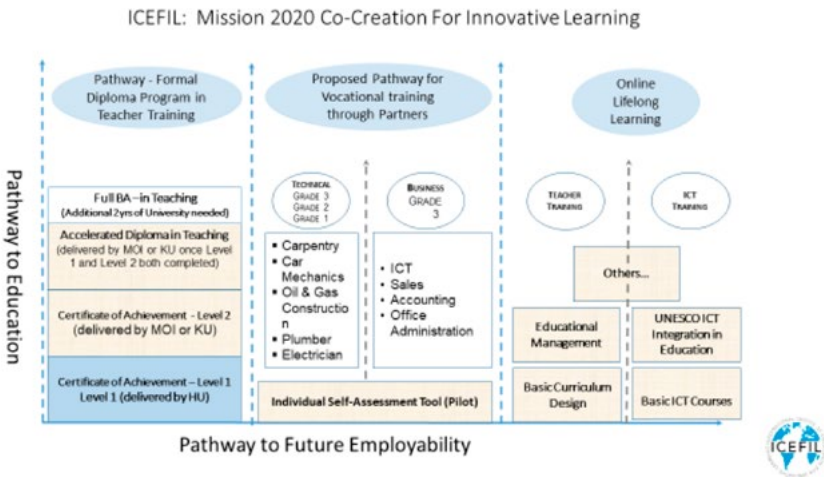 ICEFIL: Mission 2020 Co-Creation For Innovative Learning
Pathway - Formal
Diploma Program in
Teacher Training
Proposed Pathway for
Vocational training
through Partners
Online
Lifelong
Learning
Pathway to Education
Full BA – in Teaching
(Additional 2yrs of University needed)
Accelerated Diploma in Teaching
(delivered by MOI or KU once Level
1 and Level 2 both completed)
Certificate of Achievement - Level 2
(delivered by MOI or KU)
Certificate of Achievement – Level 1
Level 1 (delivered by HU)
TECHNICAL
GRADE 3
GRADE 2
GRADE 1
BUSINESS
GRADE
3
▪ Carpentry
▪ Car
Mechanics
▪ Oil & Gas
Constructio
n
▪ Plumber
▪ Electrician
• ICT
• Sales
• Accounting
• Office
Administration
Individual Self-Assessment Tool (Pilot)
TEACHER
TRAINING
ICT
TRAINING
Others...
Educational
Management
UNESCO ICT
Integration in
Education
Basic Curriculum
Design
Basic ICT Courses
Pathway to Future Employability
ICEFIL